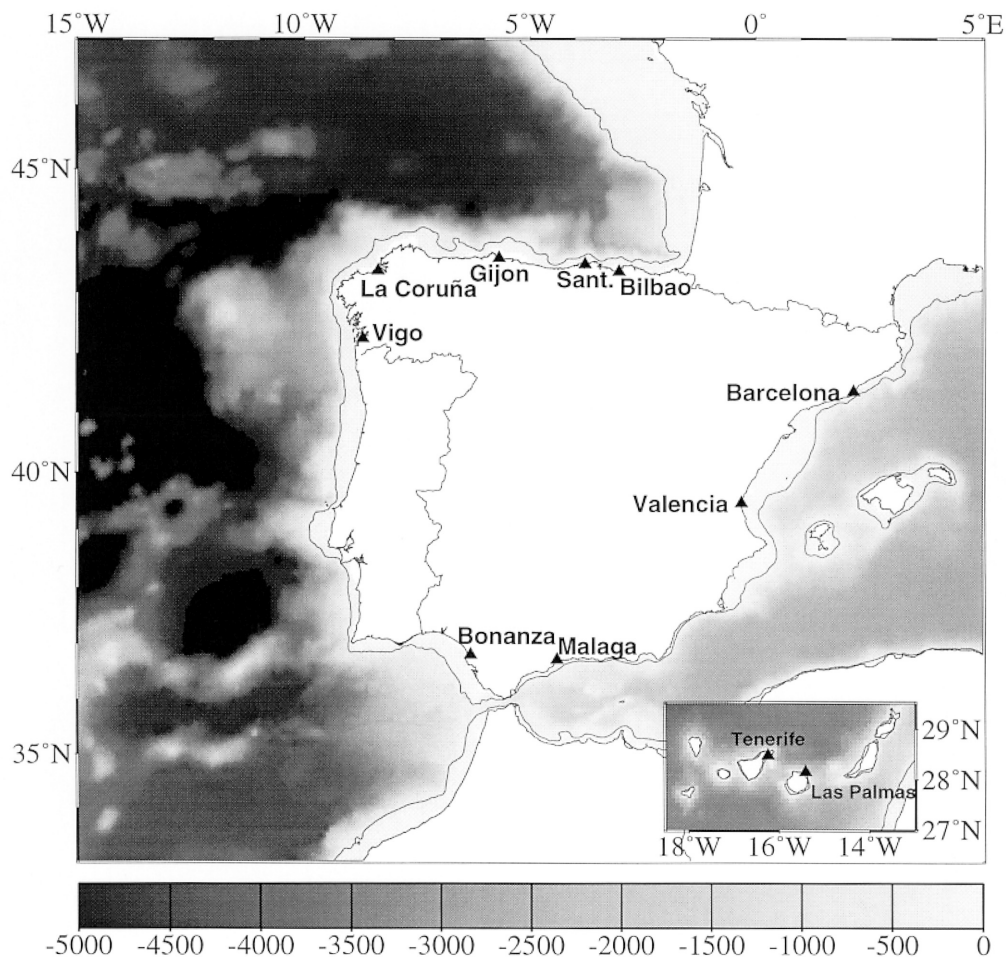 15˚W 10˚W 5˚W 0˚ 5˚E
45˚N
La Coruña
Gijon
Sant.
Bilbao
Vigo
Barcelona
40˚N
Valencia
Bonanza
Malaga
35˚N
Tenerife
Las Palmas
29˚N
28˚N
27˚N
18˚W 16˚W 14˚W
-5000 -4500 -4000 -3500 -3000 -2500 -2000 -1500 -1000 -500 0